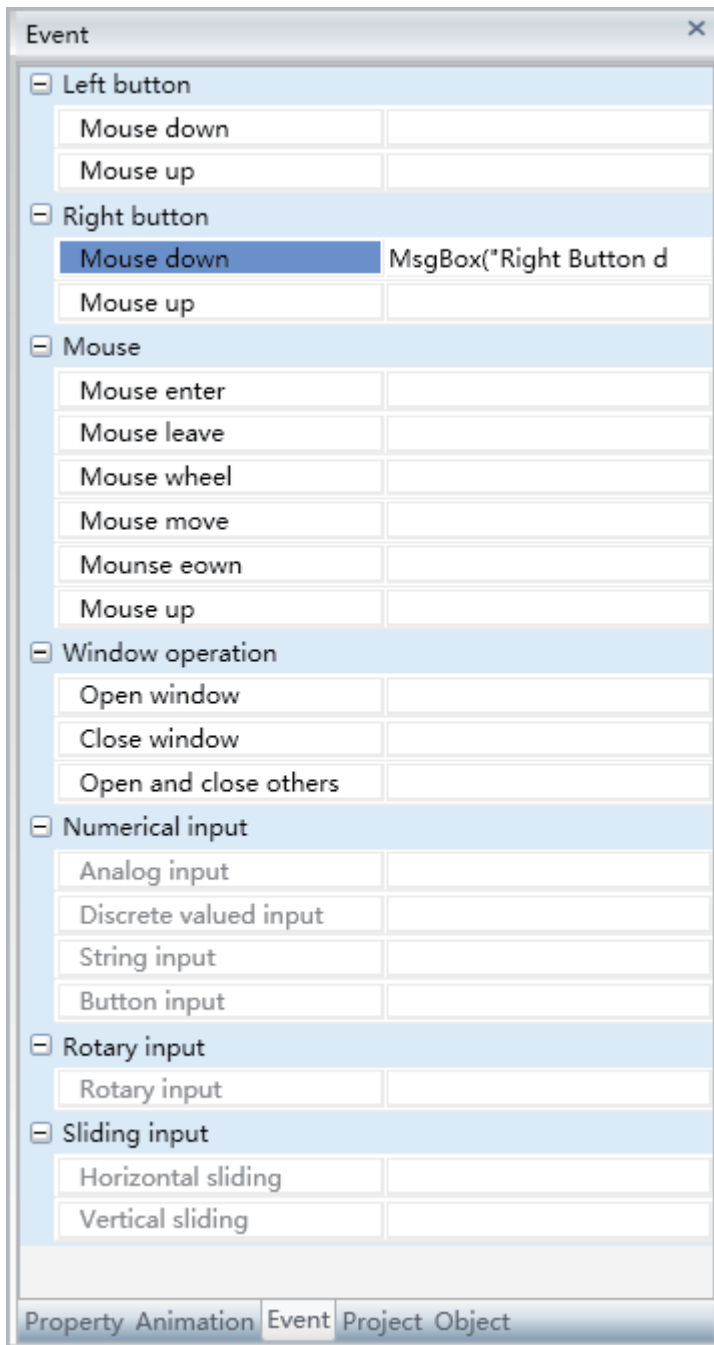 Event
Left button
Mouse down
Mouse up
Right button
Mouse down MsgBox("Right Button d
Mouse up
Mouse
Mouse enter
Mouse leave
Mouse wheel
Mouse move
Mounse eown
Mouse up
Window operation
Open window
Close window
Open and close others
Numerical input
Analog input
Discrete valued input
String input
Button input
Rotary input
Rotary input
Sliding input
Horizontal sliding
Vertical sliding
Property Animation Event Project Object